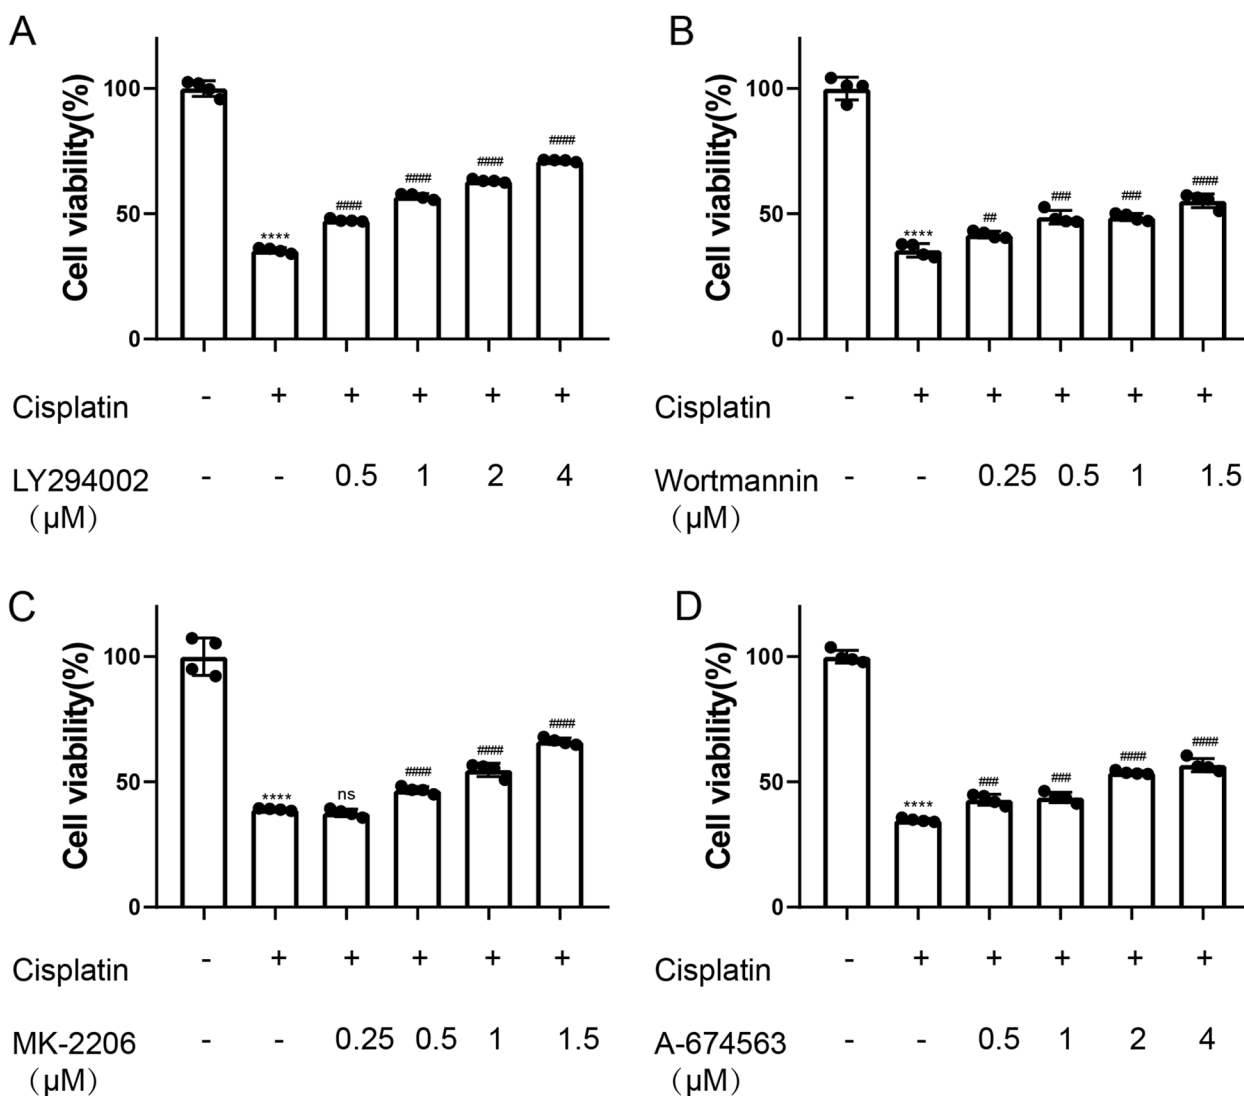 A
Cell viability(%)
100
50
0
****
####
####
####
####
Cisplatin - + + + + +
LY294002 - - 0.5 1 2 4
(μM)
B
Cell viability(%)
100
50
0
****
##
###
###
####
Cisplatin - + + + + +
Wortmannin - - 0.25 0.5 1 1.5
(μM)
C
Cell viability(%)
100
50
0
****
ns
####
####
####
Cisplatin - + + + + +
MK-2206 - - 0.25 0.5 1 1.5
(μM)
D
Cell viability(%)
100
50
0
****
###
###
####
####
Cisplatin - + + + + +
A-674563 - - 0.5 1 2 4
(μM)